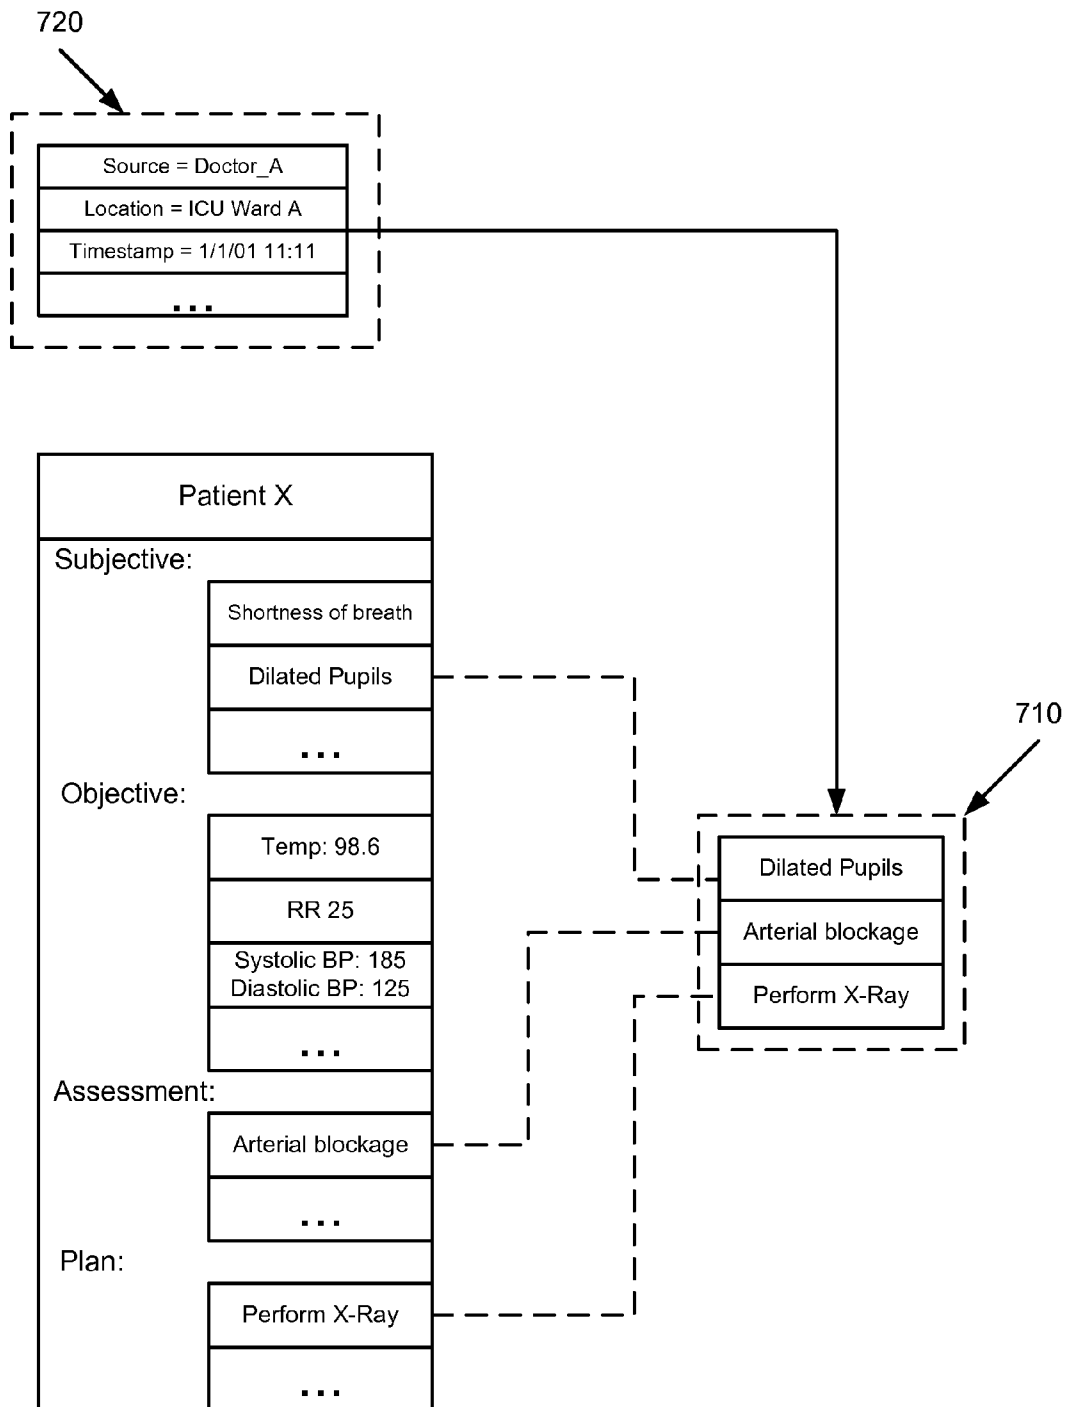 720
Source = Doctor_A
Location = ICU Ward A
Timestamp = 1/1/01 11:11
...
Patient X
Subjective:
Shortness of breath
Dilated Pupils
...
Objective:
Temp: 98.6
RR 25
Systolic BP: 185
Diastolic BP: 125
...
Assessment:
Arterial blockage
...
Plan:
Perform X-Ray
...
710
Dilated Pupils
Arterial blockage
Perform X-Ray